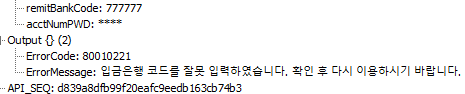 remitBankCode: 777777
acctNumPWD: ****
Output {} (2)
ErrorCode: 80010221
ErrorMessage: 입금은행 코드를 잘못 입력하였습니다. 확인 후 다시 이용하시기 바랍니다.
API_SEQ: d839a8dfb99f20eafc9eedb163cb74b3